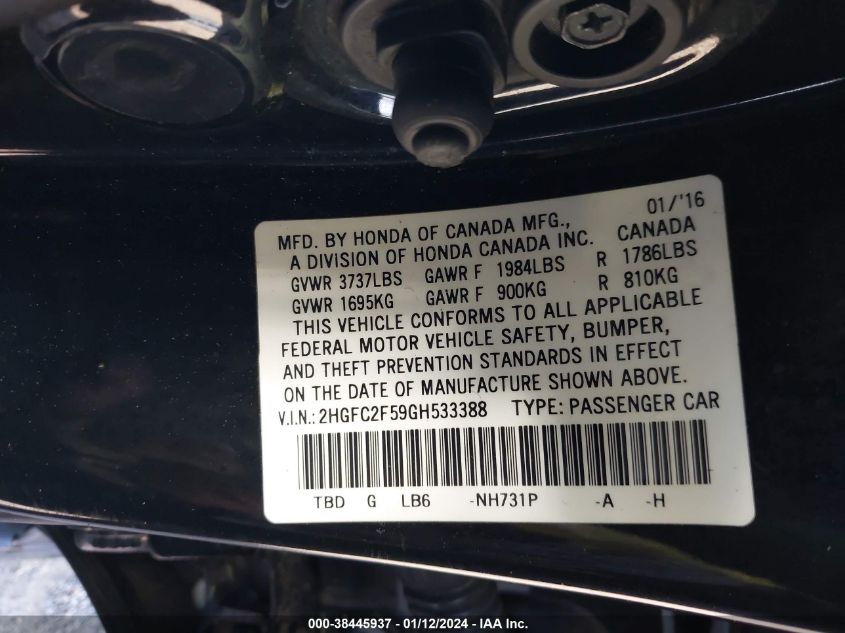 01/'16
MFD. BY HONDA OF CANADA MFG.,
A DIVISION OF HONDA CANADA INC. CANADA
GVWR 3737LBS GAWR F 1984LBS R 1786LBS
GVWR 1695KG GAWR F 900KG R 810KG
THIS VEHICLE CONFORMS TO ALL APPLICABLE
FEDERAL MOTOR VEHICLE SAFETY, BUMPER,
AND THEFT PREVENTION STANDARDS IN EFFECT
ON THE DATE OF MANUFACTURE SHOWN ABOVE.
V.I.N.: 2HGFC2F59GH533388 TYPE: PASSENGER CAR
TBD G LB6 -NH731P -A -H
000-38445937 - 01/12/2024 - IAA Inc.